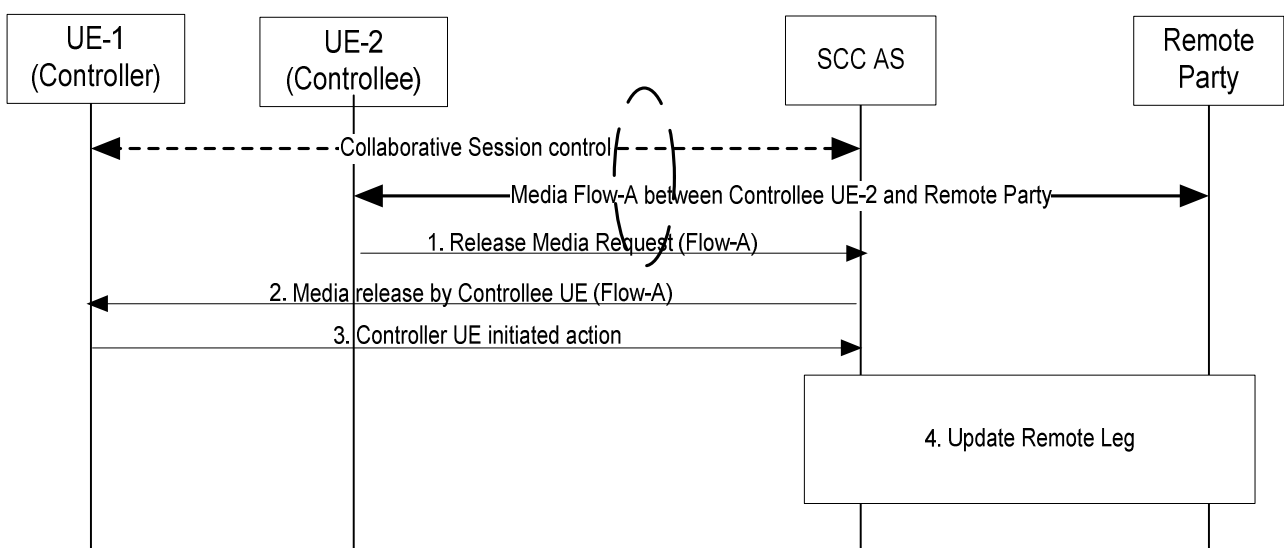 UE-1
(Controller)
UE-2
(Controllee)
SCC AS
Remote
Party
Collaborative Session control
Media Flow-A between Controllee UE-2 and Remote Party
1. Release Media Request (Flow-A)
2. Media release by Controllee UE (Flow-A)
3. Controller UE initiated action
4. Update Remote Leg